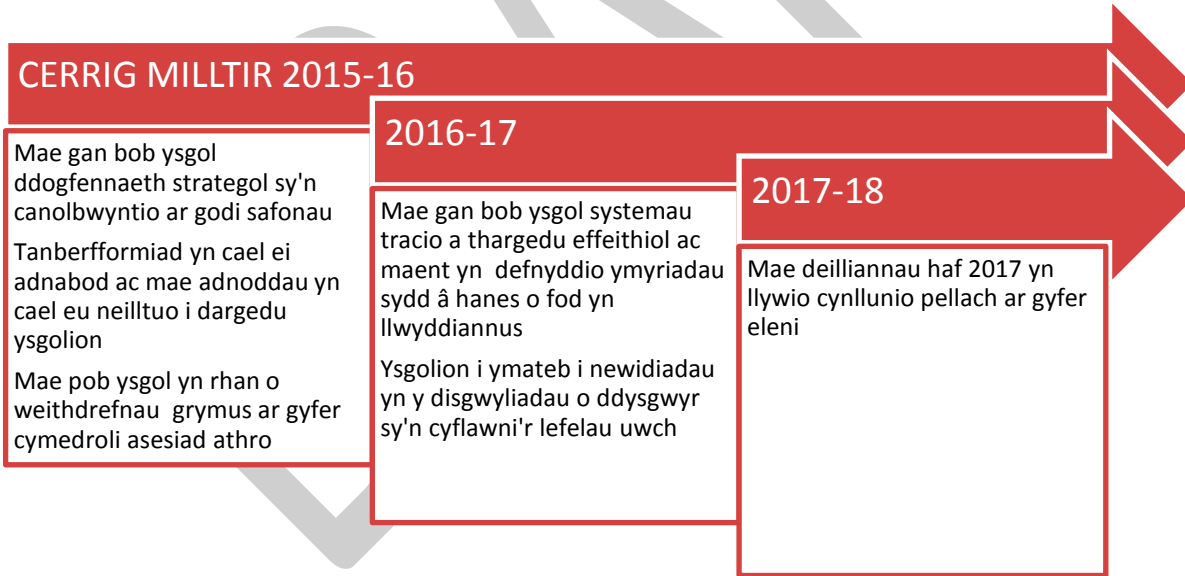 CERRIG MILLTIR 2015-16
Mae gan bob ysgol
ddogfennaeth strategol sy'n
canolbwyntio ar godi safonau
Tanberfformiad yn cael ei
adnabod ac mae adnoddau yn
cael eu neilltuo i dargedu
ysgolion
Mae pob ysgol yn rhan o
weithdrefnau grymus ar gyfer
cymedroli asesiad athro
2016-17
Mae gan bob ysgol systemau
tracio a thargedu effeithiol ac
maent yn defnyddio ymyriadau
sydd â hanes o fod yn
llwyddiannus
Ysgolion i ymateb i newidiadau
yn y disgwyliadau o ddysgwyr
sy'n cyflawni'r lefelau uwch
2017-18
Mae deilliannau haf 2017 yn
llywio cynllunio pellach ar gyfer
eleni